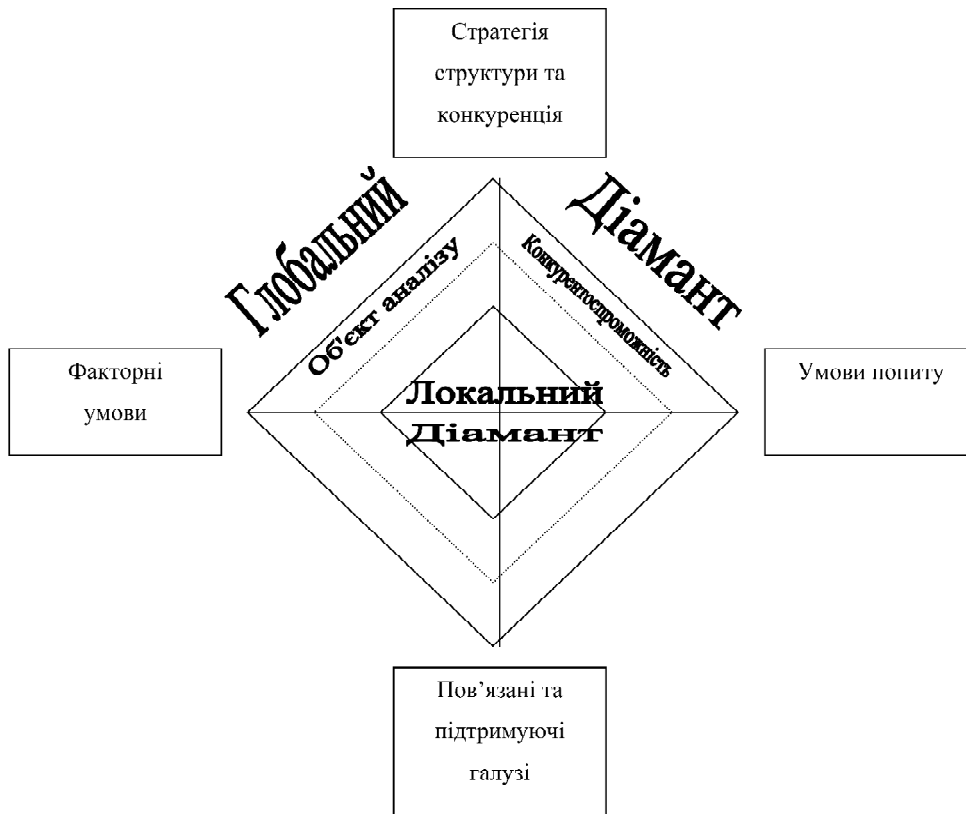 Стратегія
структури та
конкуренція
Глобальний
Діамант
Об'єкт аналізу
Конкурентоспроможність
Факторні
умови
Локальний
Діамант
Умови попиту
Пов’язані та
підтримуючі
галузі